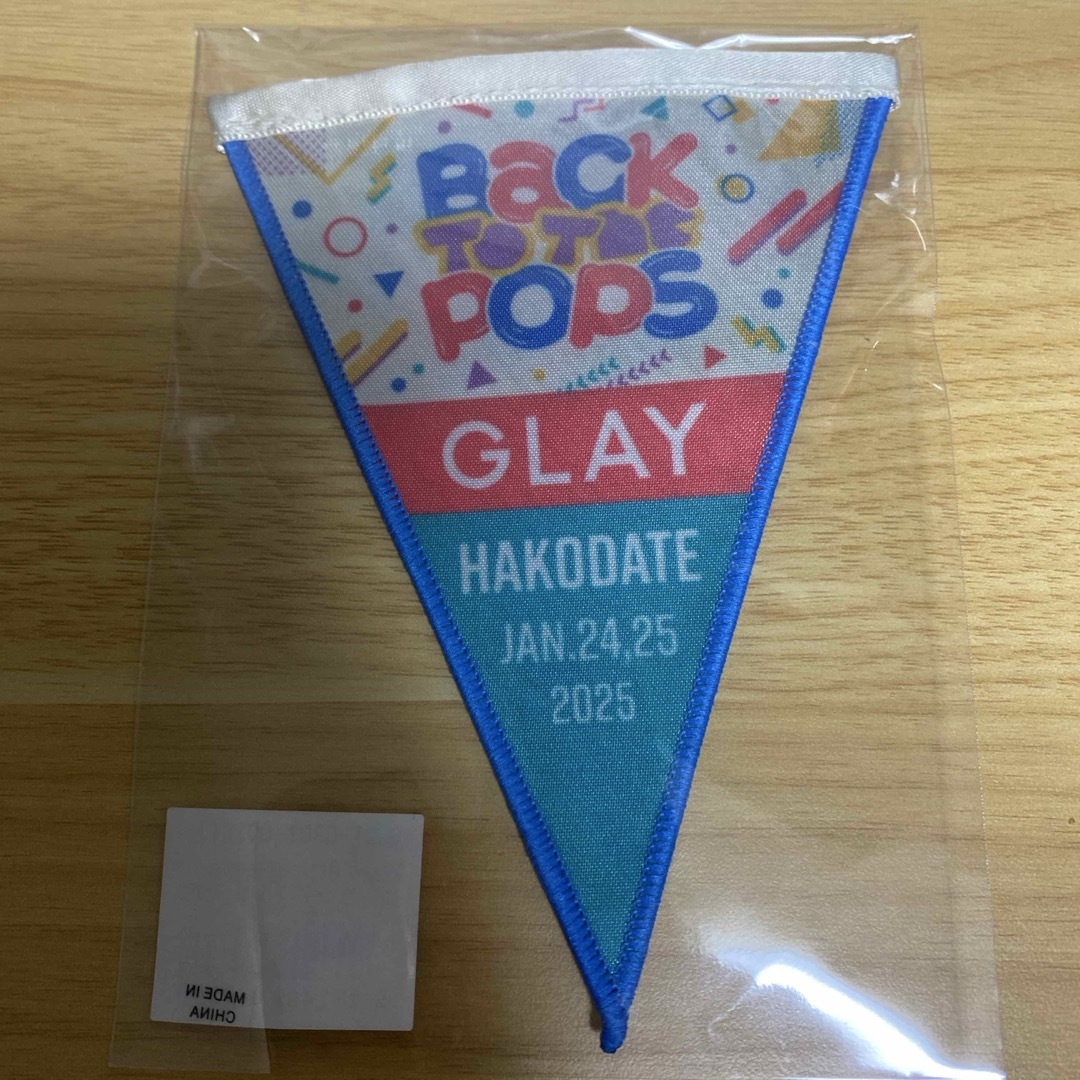 BACK
TO THE
POPS
GLAY
HAKODATE
JAN.24,25
2025
MADE IN
CHINA